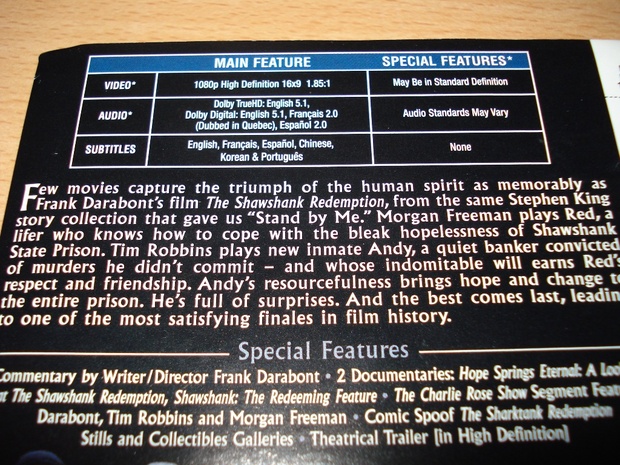 MAIN FEATURE SPECIAL FEATURES*
VIDEO* 1080p High Definition 16x9 1.85:1 May Be in Standard Definition
AUDIO* Dolby TrueHD: English 5.1,
Dolby Digital: English 5.1, Français 2.0
(Dubbed in Quebec), Español 2.0
Audio Standards May Vary
SUBTITLES English, Français, Español, Chinese,
Korean & Português
None
Few movies capture the triumph of the human spirit as memorably as
Frank Darabont's film The Shawshank Redemption, from the same Stephen King
story collection that gave us "Stand by Me." Morgan Freeman plays Red, a
lifer who knows how to cope with the bleak hopelessness of Shawshank
State Prison. Tim Robbins plays new inmate Andy, a quiet banker convicted
of murders he didn't commit – and whose indomitable will earns Red's
respect and friendship. Andy's resourcefulness brings hope and change to
the entire prison. He's full of surprises. And the best comes last, leadin
to one of the most satisfying finales in film history.
Special Features
Commentary by Writer/Director Frank Darabont • 2 Documentaries: Hope Springs Eternal: A Loo
at The Shawshank Redemption, Shawshank: The Redeeming Feature • The Charlie Rose Show Segment Feat
Darabont, Tim Robbins and Morgan Freeman • Comic Spoof The Sharktank Redemption
Stills and Collectibles Galleries • Theatrical Trailer [in High Definition]